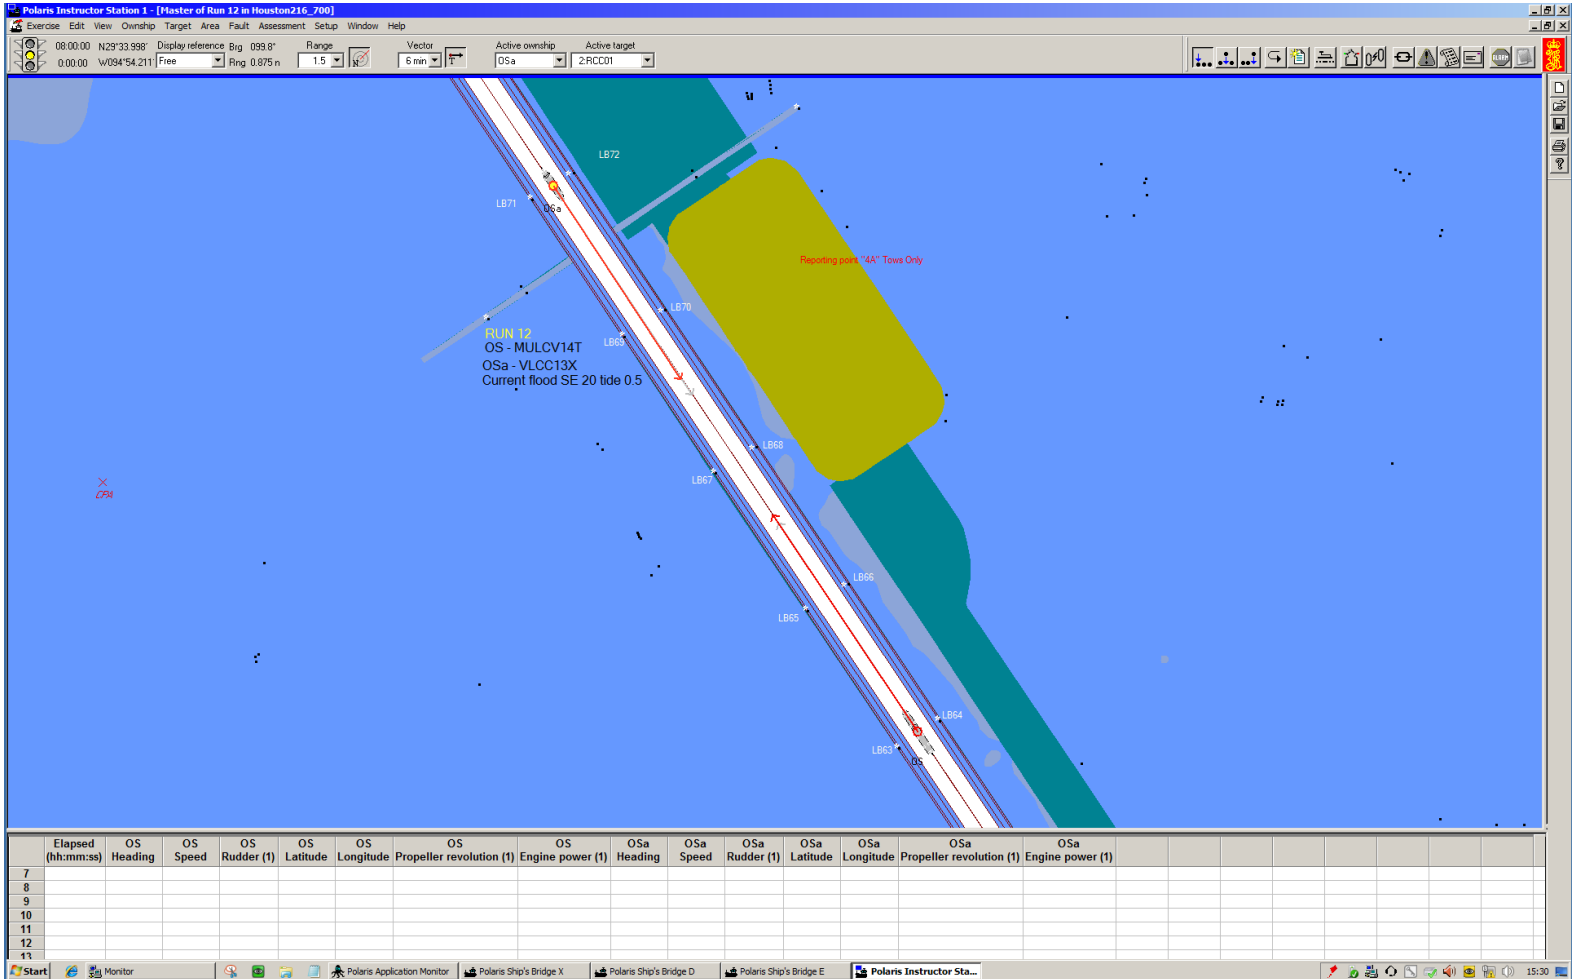 Polaris Instructor Station 1 - [Master of Run 12 in Houston216_700]
Exercise Edit View Ownship Target Area Fault Assessment Setup Window Help
08:00:00 N29°33.998' Display reference Brg 099.8° Range Vector Active ownship Active target
0:00:00 W094°54.211' Free Rng 0.875 n 1.5 6 min OSa 2:RCC01
LB72
LB71
OSa
Reporting point "4A" Tows Only
LB70
RUN 12
LB69
OS - MULCV14T
OSa - VLCC13X
Current flood SE 20 tide 0.5
LB68
LB67
CPA
LB66
LB65
LB64
LB63
OS
Elapsed (hh:mm:ss) OS Heading OS Speed OS Rudder (1) OS Latitude OS Longitude OS Propeller revolution (1) OS Engine power (1) OSa Heading OSa Speed OSa Rudder (1) OSa Latitude OSa Longitude OSa Propeller revolution (1) OSa Engine power (1)
7
8
9
10
11
12
13
Start Monitor Polaris Application Monitor Polaris Ship's Bridge X Polaris Ship's Bridge D Polaris Ship's Bridge E Polaris Instructor Sta... 15:30